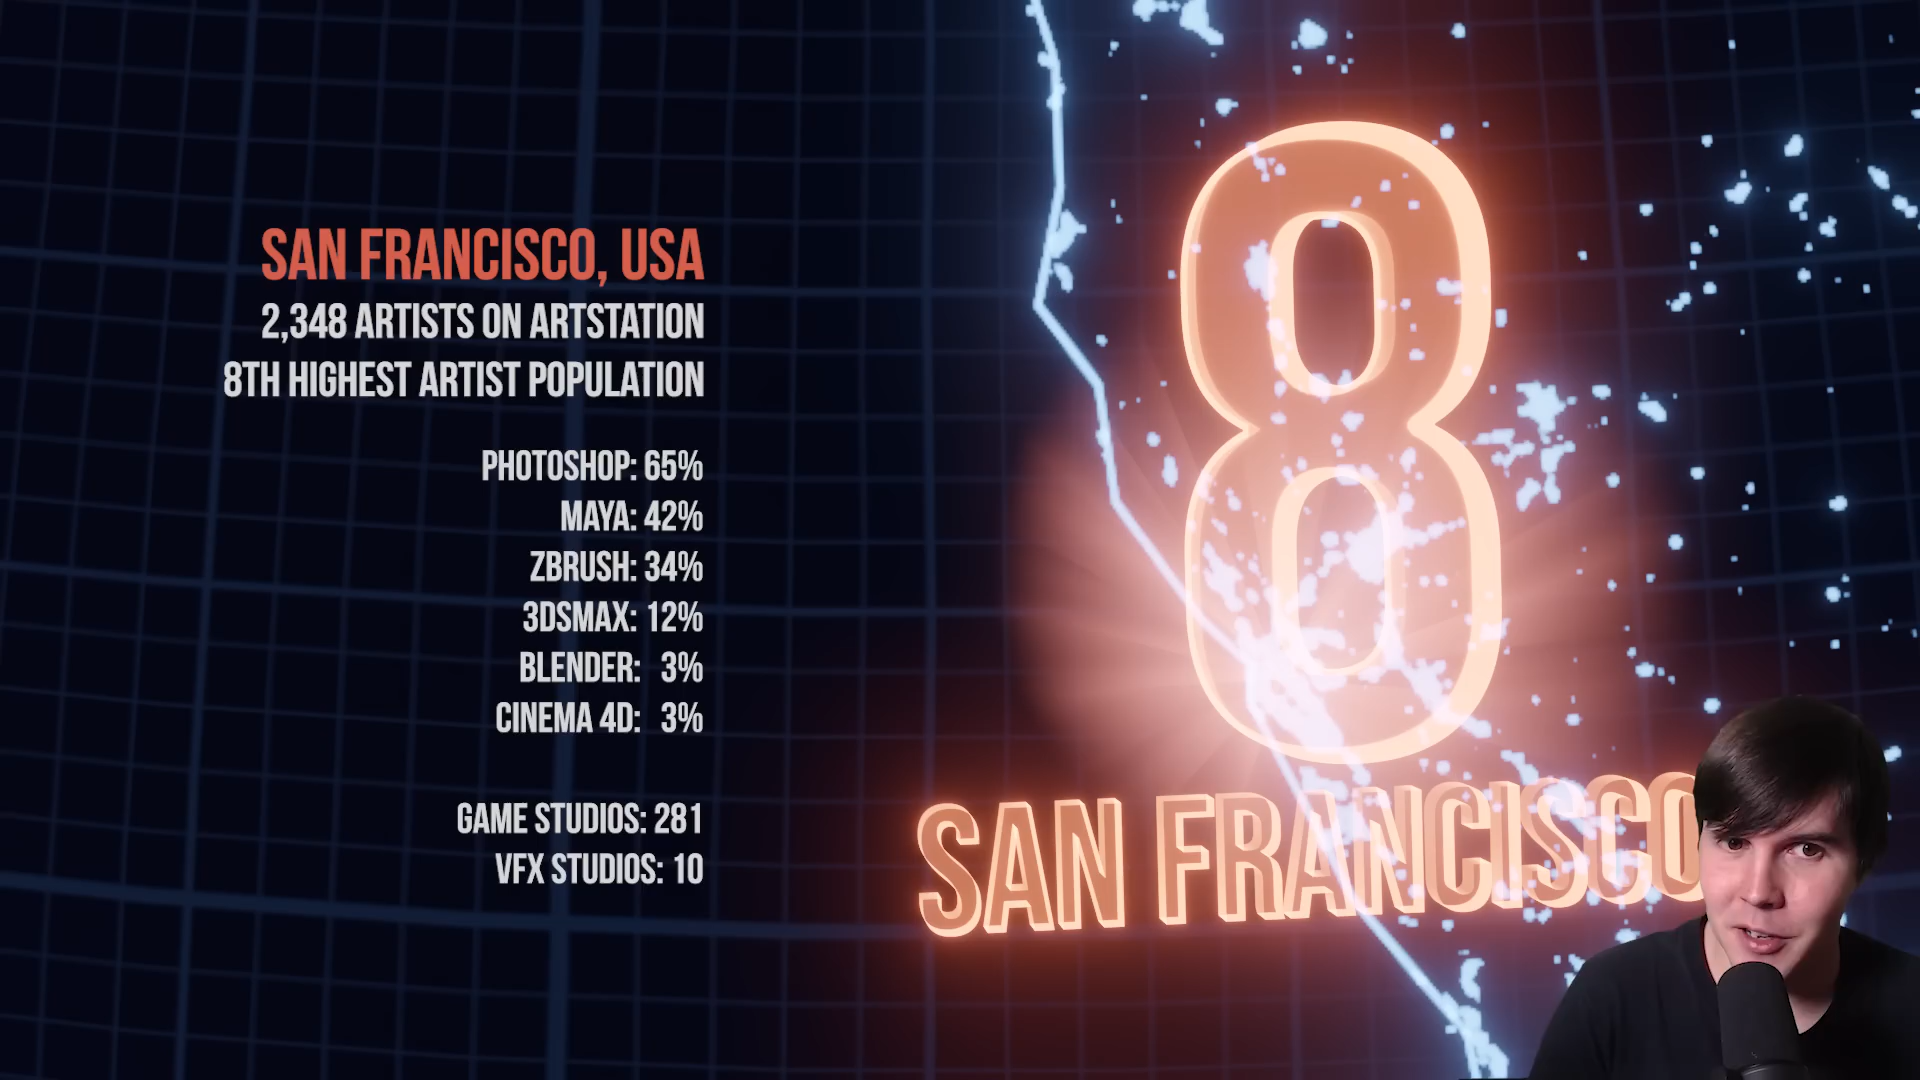 SAN FRANCISCO, USA
2,348 ARTISTS ON ARTSTATION
8TH HIGHEST ARTIST POPULATION
PHOTOSHOP: 65%
MAYA: 42%
ZBRUSH: 34%
3DSMAX: 12%
BLENDER: 3%
CINEMA 4D: 3%
GAME STUDIOS: 281
VFX STUDIOS: 10
8
SAN FRANCISCO